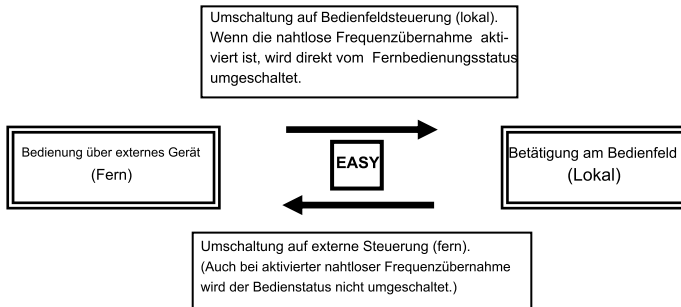 Umschaltung auf Bedienfeldsteuerung (lokal).
Wenn die nahtlose Frequenzübernahme akti-
viert ist, wird direkt vom Fernbedienungsstatus
umgeschaltet.
Bedienung über externes Gerät
(Fern)
EASY
Betätigung am Bedienfeld
(Lokal)
Umschaltung auf externe Steuerung (fern).
(Auch bei aktivierter nahtloser Frequenzübernahme
wird der Bedienstatus nicht umgeschaltet.)